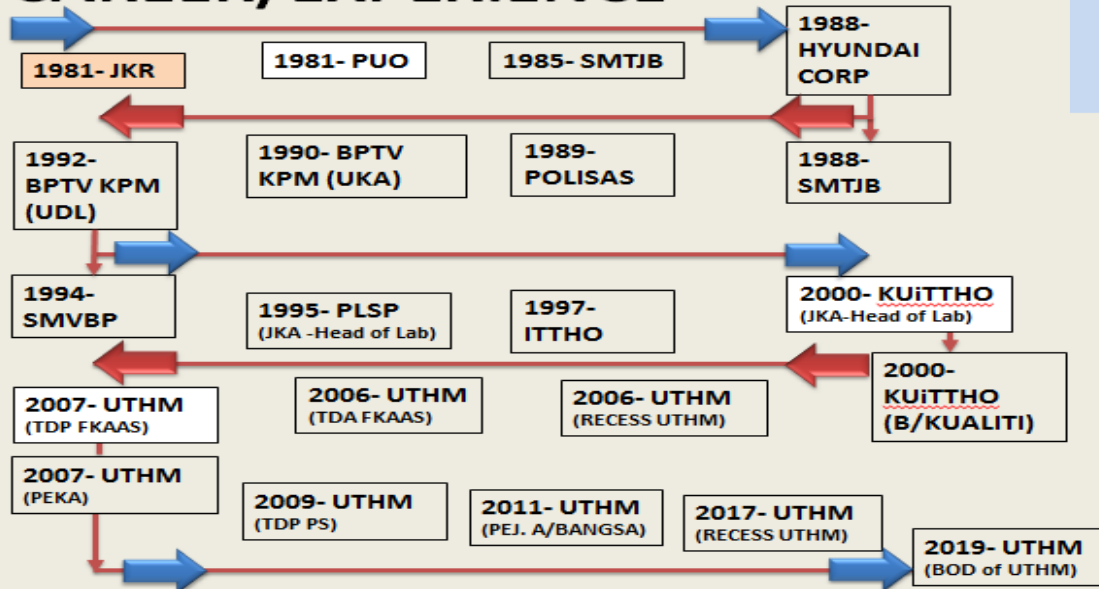 1981- JKR
1981- PUO
1985- SMTJB
1988-
HYUNDAI
CORP
1992-
BPTV KPM
(UDL)
1990- BPTV
KPM (UKA)
1989-
POLISAS
1988-
SMTJB
1994-
SMVBP
1995- PLSP
(JKA -Head of Lab)
1997-
ITTHO
2000- KUiTTHO
(JKA-Head of Lab)
2007- UTHM
(TDP FKAAS)
2006- UTHM
(TDA FKAAS)
2006- UTHM
(RECESS UTHM)
2000-
KUiTTHO
(B/KUALITI)
2007- UTHM
(PEKA)
2009- UTHM
(TDP PS)
2011- UTHM
(PEJ. A/BANGSA)
2017- UTHM
(RECESS UTHM)
2019- UTHM
(BOD of UTHM)